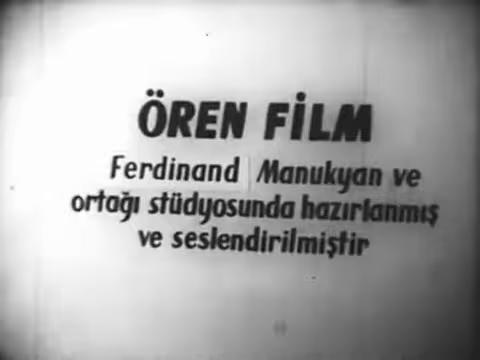 ÖREN FİLM
Ferdinand Manukyan ve
ortağı stüdyosunda hazırlanmış
ve seslendirilmiştir